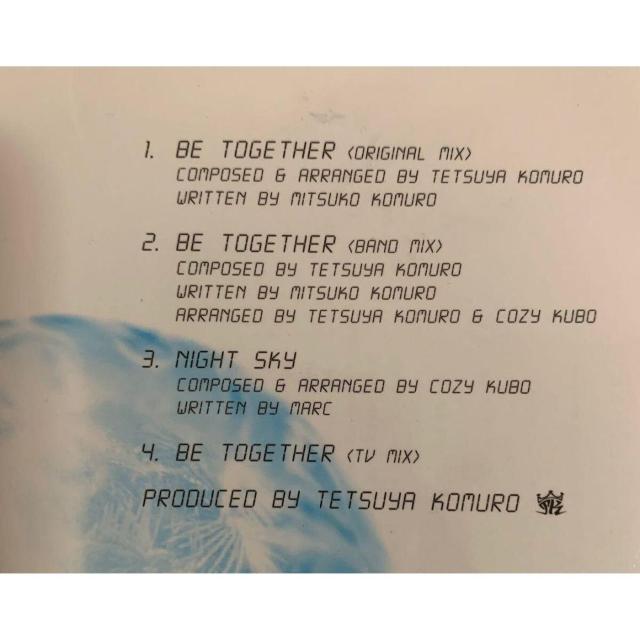 1. BE TOGETHER <ORIGINAL MIX>
COMPOSED & ARRANGED BY TETSUYA KOMURO
WRITTEN BY MITSUKO KOMURO
2. BE TOGETHER <BAND MIX>
COMPOSED BY TETSUYA KOMURO
WRITTEN BY MITSUKO KOMURO
ARRANGED BY TETSUYA KOMURO & COZY KUBO
3. NIGHT SKY
COMPOSED & ARRANGED BY COZY KUBO
WRITTEN BY MARC
4. BE TOGETHER <TV MIX>
PRODUCED BY TETSUYA KOMURO